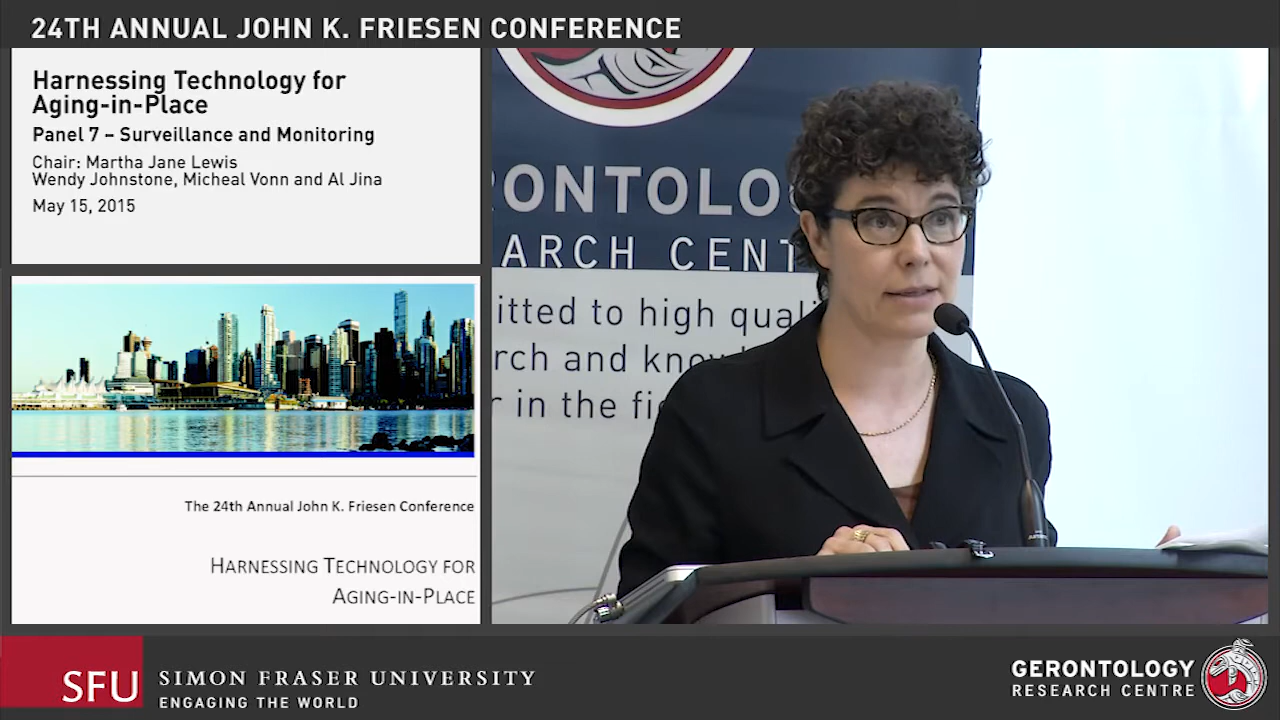 24TH ANNUAL JOHN K. FRIESEN CONFERENCE
Harnessing Technology for
Aging-in-Place
Panel 7 – Surveillance and Monitoring
Chair: Martha Jane Lewis
Wendy Johnstone, Micheal Vonn and Al Jina
May 15, 2015
The 24th Annual John K. Friesen Conference
HARNESSING TECHNOLOGY FOR
AGING-IN-PLACE
RONTOLO
ARCH CENT
itted to high quali
rch and know
r in the fi
SFU
SIMON FRASER UNIVERSITY
ENGAGING THE WORLD
GERONTOLOGY
RESEARCH CENTRE